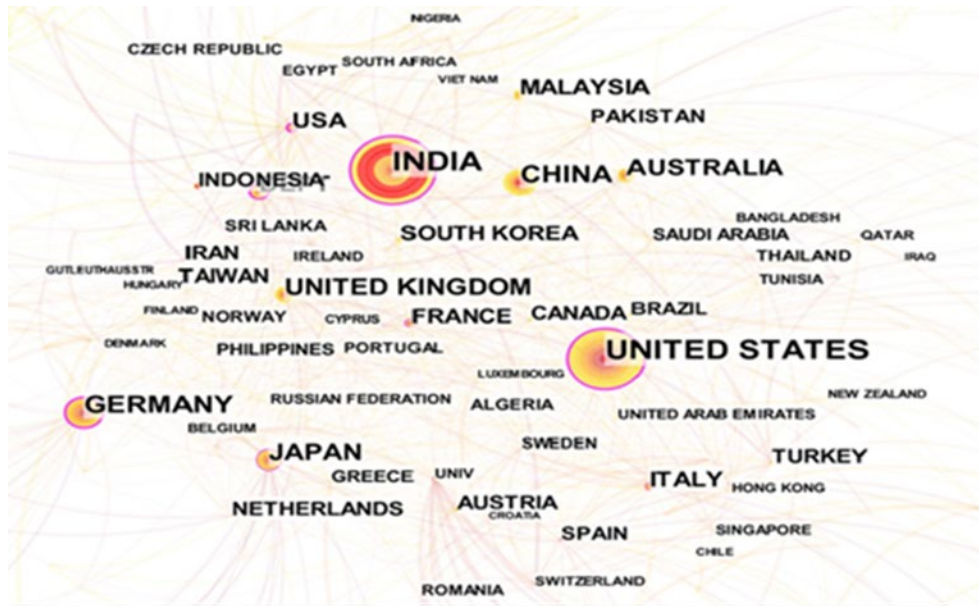 NIGERIA
CZECH REPUBLIC
SOUTH AFRICA
EGYPT
VIET NAM
MALAYSIA
PAKISTAN
USA
INDIA
CHINA
AUSTRALIA
INDONESIA
BANGLADESH
SRI LANKA
SOUTH KOREA
SAUDI ARABIA
QATAR
IRAN
IRELAND
THAILAND
IRAQ
GUTLEUTHAUSSTR
TAIWAN
TUNISIA
HUNGARY
UNITED KINGDOM
FINLAND
NORWAY
CYPRUS
FRANCE
CANADA
BRAZIL
DENMARK
PHILIPPINES
PORTUGAL
UNITED STATES
LUXEMBOURG
NEW ZEALAND
GERMANY
RUSSIAN FEDERATION
ALGERIA
UNITED ARAB EMIRATES
BELGIUM
SWEDEN
JAPAN
TURKEY
GREECE
UNIV
ITALY
HONG KONG
NETHERLANDS
AUSTRIA
CROATIA
SPAIN
SINGAPORE
CHILE
SWITZERLAND
ROMANIA